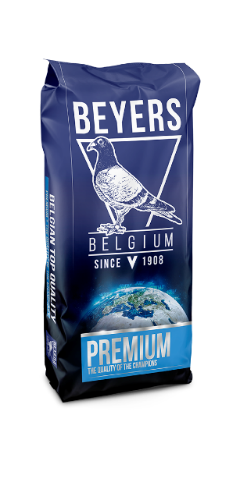 BEYERS
BELGIUM
SINCE 1908
PREMIUM
THE QUALITY OF THE CHAMPIONS
BELGIAN TOP QUALITY